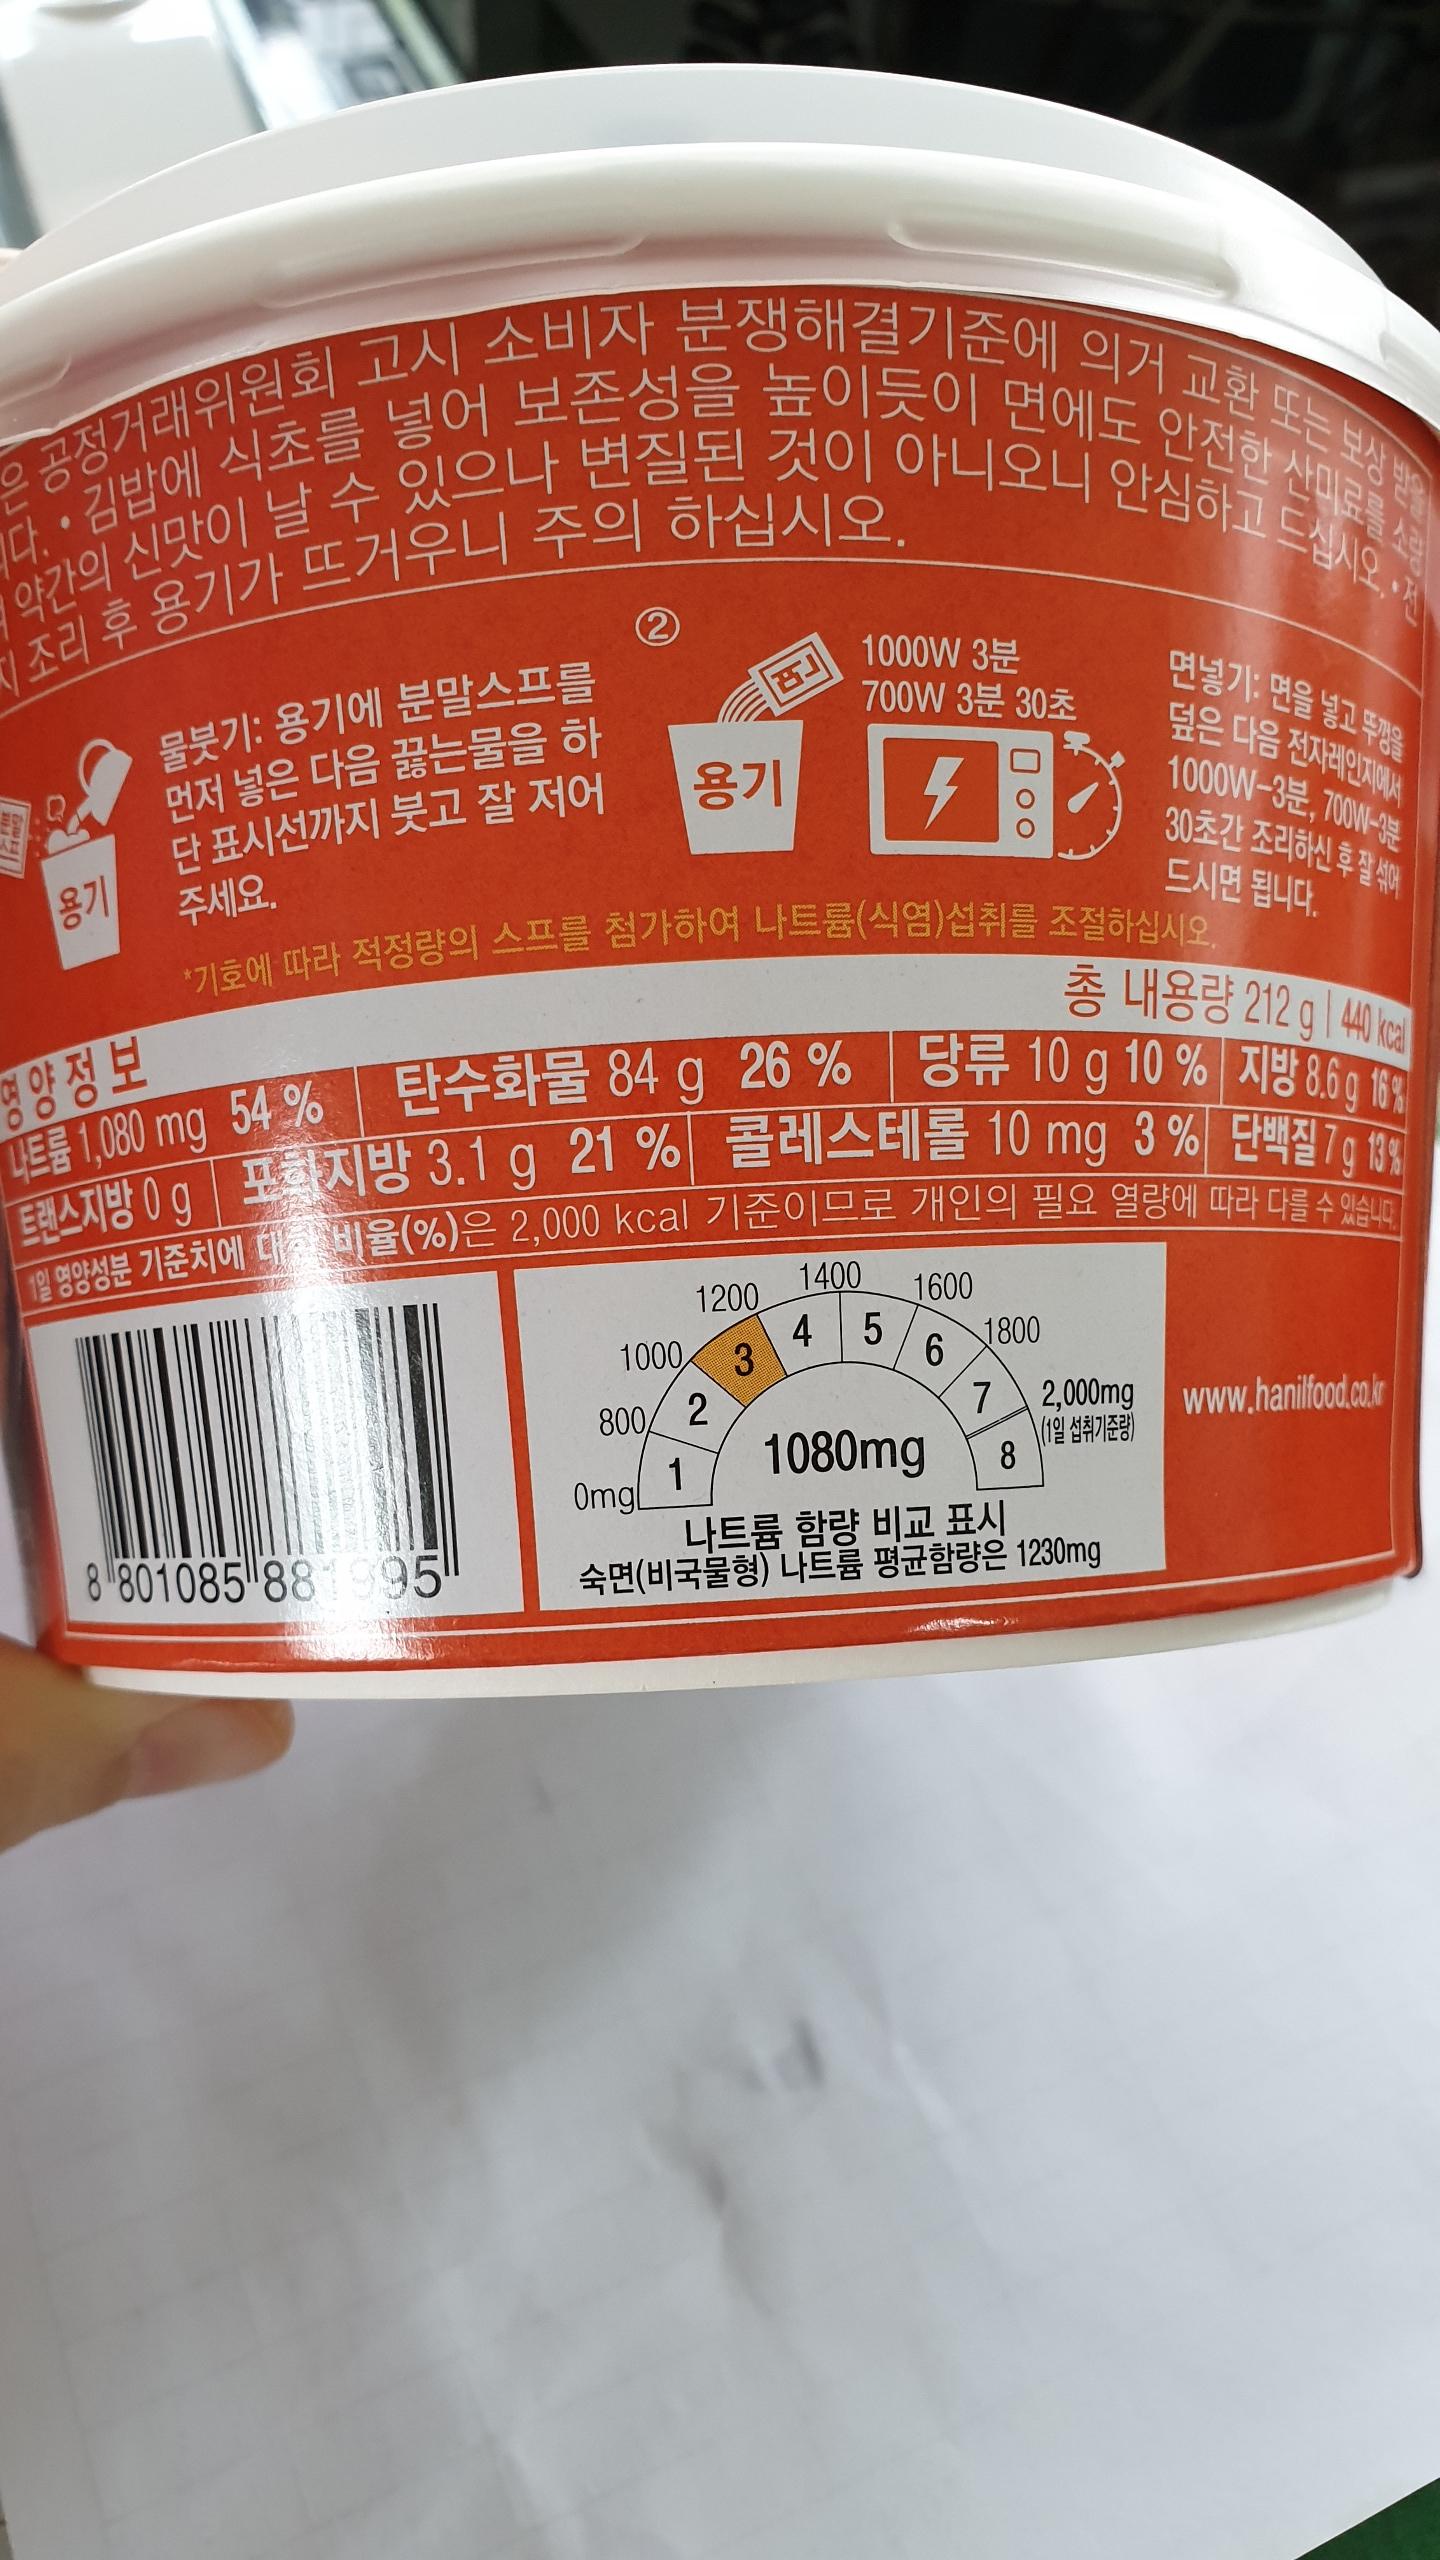 은 공정거래위원회 고시 소비자 분쟁해결기준에 의거 교환 또는 보상 받을
니다. • 김밥에 식초를 넣어 보존성을 높이듯이 면에도 안전한 산미료를 소량
약간의 신맛이 날 수 있으나 변질된 것이 아니오니 안심하고 드십시오. • 전
지 조리 후 용기가 뜨거우니 주의 하십시오.
분말
스프
용기
물붓기: 용기에 분말스프를
먼저 넣은 다음 끓는물을 하
단 표시선까지 붓고 잘 저어
주세요.
②
면
용기
1000W 3분
700W 3분 30초
면넣기: 면을 넣고 뚜껑을
덮은 다음 전자레인지에서
1000W-3분, 700W-3분
30초간 조리하신 후 잘 섞어
드시면 됩니다.
*기호에 따라 적정량의 스프를 첨가하여 나트륨(식염)섭취를 조절하십시오.
영양정보
총 내용량 212 g | 440 kcal
나트륨 1,080 mg 54 % | 탄수화물 84 g 26 % | 당류 10 g 10 % | 지방 8.6 g 16 %
트랜스지방 0 g | 포화지방 3.1 g 21 % | 콜레스테롤 10 mg 3 % | 단백질 7 g 13 %
1일 영양성분 기준치에 대한 비율(%)은 2,000 kcal 기준이므로 개인의 필요 열량에 따라 다를 수 있습니다.
8 801085 881995
0mg 800 1000 1200 1400 1600 1800 2,000mg
(1일 섭취기준량)
1 2 3 4 5 6 7 8
1080mg
나트륨 함량 비교 표시
숙면(비국물형) 나트륨 평균함량은 1230mg
www.hanilfood.co.kr